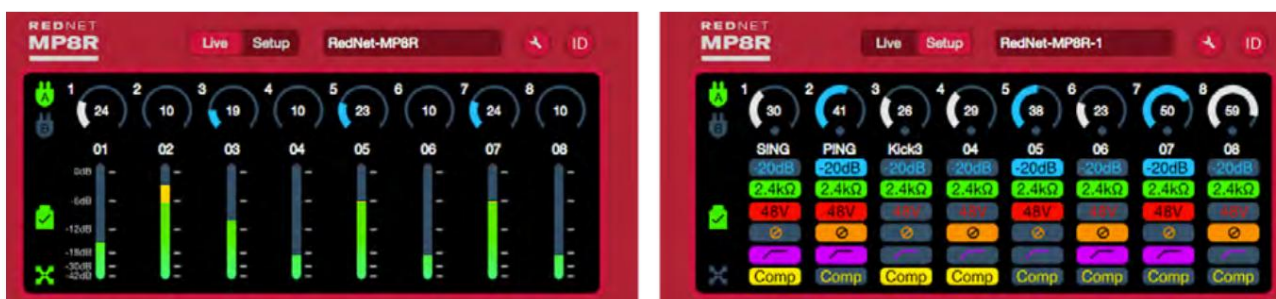 REDNET
MP8R
Live Setup RedNet-MP8R ID
A
B
1 2 3 4 5 6 7 8
24 10 19 10 23 10 24 10
01 02 03 04 05 06 07 08
0dB
-6dB
-12dB
-18dB
-30dB
-42dB
REDNET
MP8R
Live Setup RedNet-MP8R-1 ID
A
B
1 2 3 4 5 6 7 8
30 41 26 29 38 23 50 59
SING PING Kick3 04 05 06 07 08
-20dB -20dB -20dB -20dB -20dB -20dB -20dB -20dB
2.4kΩ 2.4kΩ 2.4kΩ 2.4kΩ 2.4kΩ 2.4kΩ 2.4kΩ 2.4kΩ
48V 48V 48V 48V 48V 48V 48V 48V
Comp Comp Comp Comp Comp Comp Comp Comp